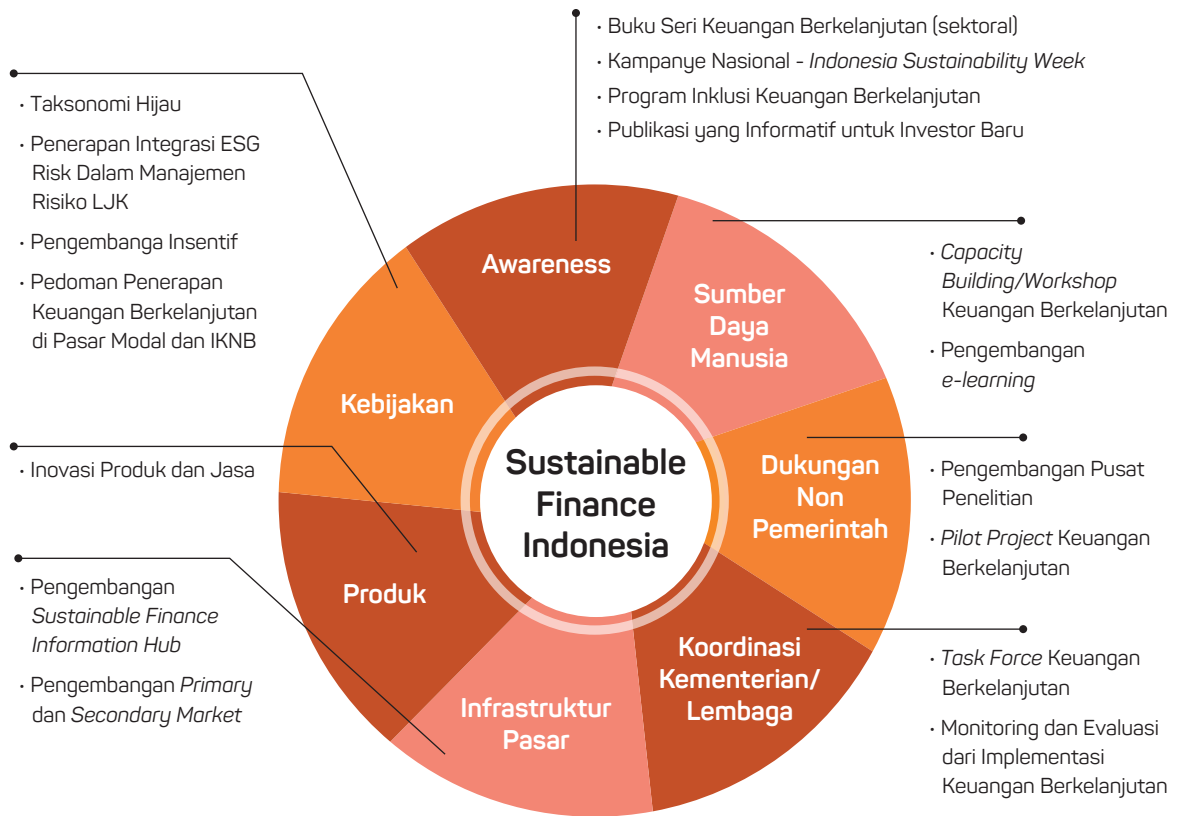 · Buku Seri Keuangan Berkelanjutan (sektoral)
· Kampanye Nasional - Indonesia Sustainability Week
· Program Inklusi Keuangan Berkelanjutan
· Publikasi yang Informatif untuk Investor Baru
· Taksonomi Hijau
· Penerapan Integrasi ESG
Risk Dalam Manajemen
Risiko LJK
· Pengembanga Insentif
· Pedoman Penerapan
Keuangan Berkelanjutan
di Pasar Modal dan IKNB
· Inovasi Produk dan Jasa
· Pengembangan
Sustainable Finance
Information Hub
· Pengembangan Primary
dan Secondary Market
Awareness
Sumber
Daya
Manusia
Kebijakan
Sustainable
Finance
Indonesia
Dukungan
Non
Pemerintah
Produk
Koordinasi
Kementerian/
Lembaga
Infrastruktur
Pasar
· Capacity
Building/Workshop
Keuangan Berkelanjutan
· Pengembangan
e-learning
· Pengembangan Pusat
Penelitian
· Pilot Project Keuangan
Berkelanjutan
· Task Force Keuangan
Berkelanjutan
· Monitoring dan Evaluasi
dari Implementasi
Keuangan Berkelanjutan